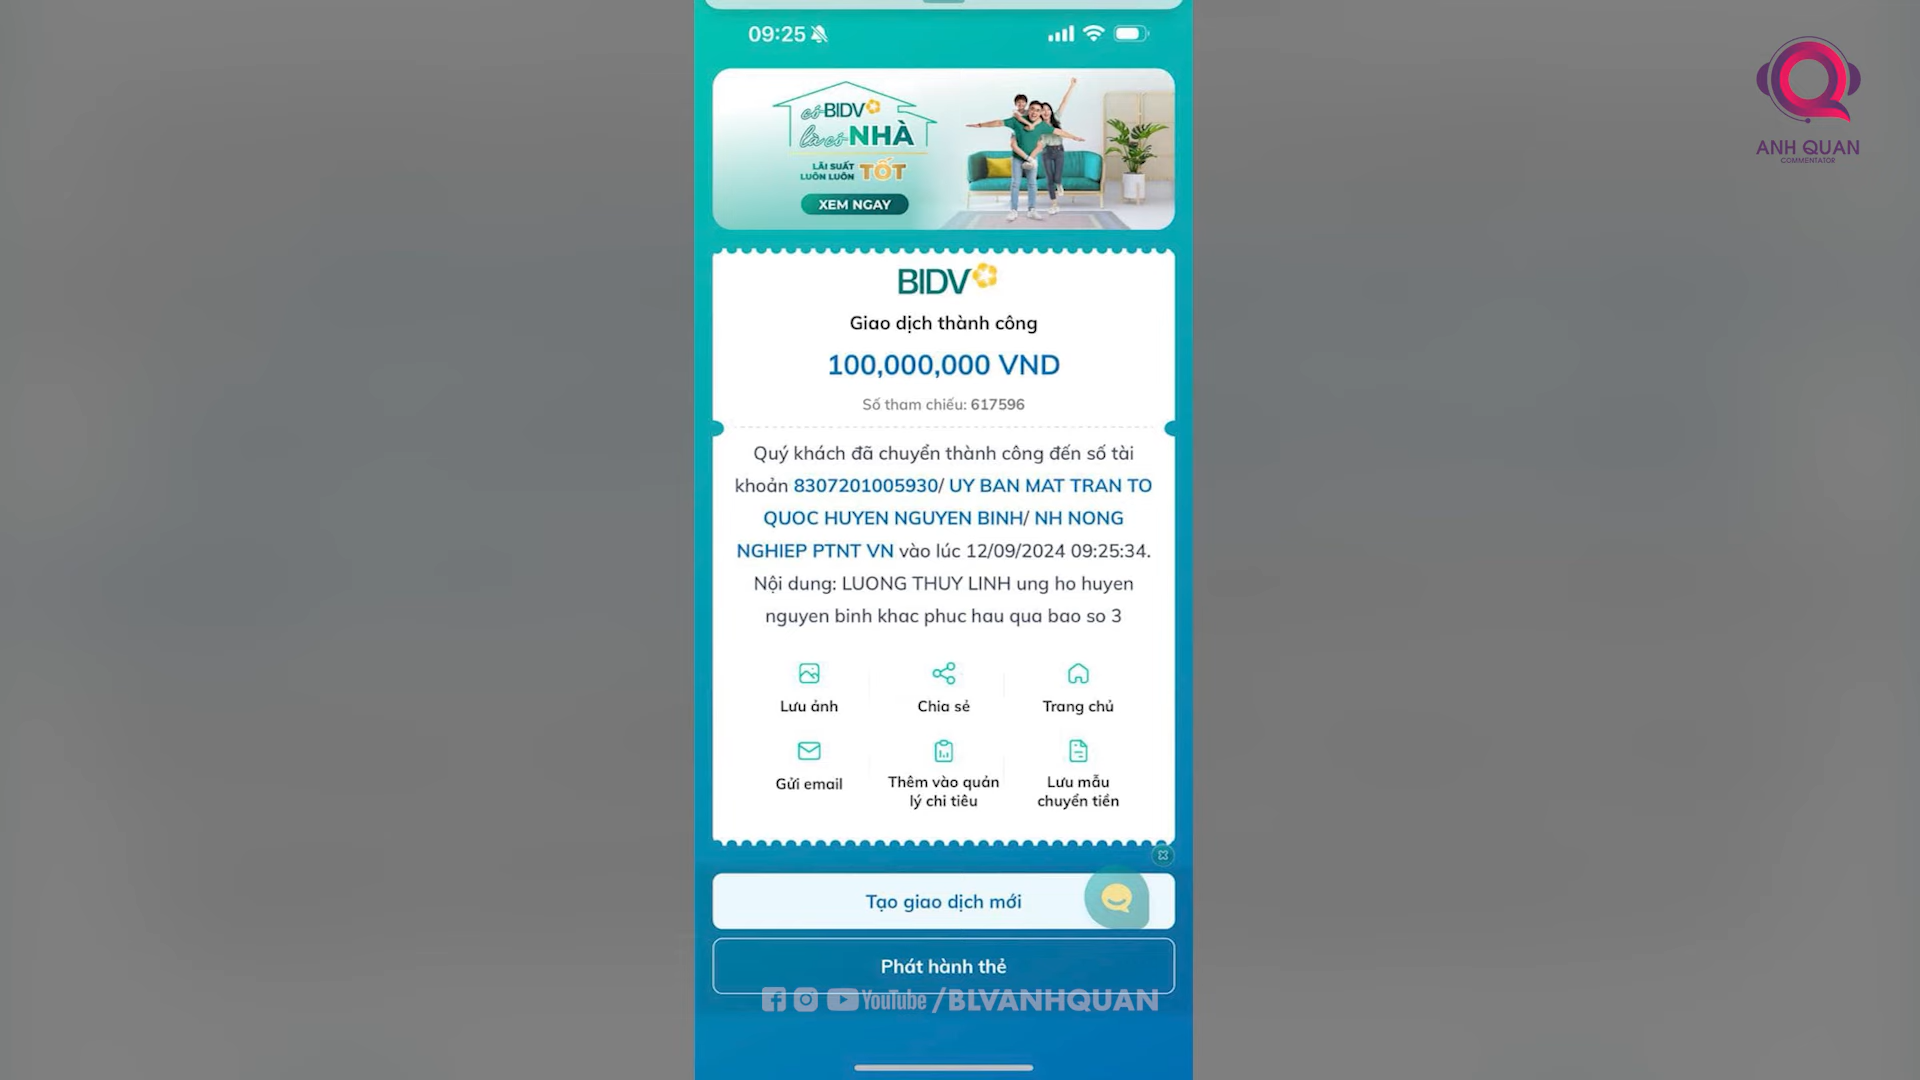 09:25
có BIDV
là có NHÀ
LÃI SUẤT
LUÔN LUÔN TỐT
XEM NGAY
ANH QUAN
COMMENTATOR
BIDV
Giao dịch thành công
100,000,000 VND
Số tham chiếu: 617596
Quý khách đã chuyển thành công đến số tài
khoản 8307201005930/ UY BAN MAT TRAN TO
QUOC HUYEN NGUYEN BINH/ NH NONG
NGHIEP PTNT VN vào lúc 12/09/2024 09:25:34.
Nội dung: LUONG THUY LINH ung ho huyen
nguyen binh khac phuc hau qua bao so 3
Lưu ảnh
Chia sẻ
Trang chủ
Gửi email
Thêm vào quản
lý chi tiêu
Lưu mẫu
chuyển tiền
Tạo giao dịch mới
Phát hành thẻ
YouTube /BLVANHQUAN